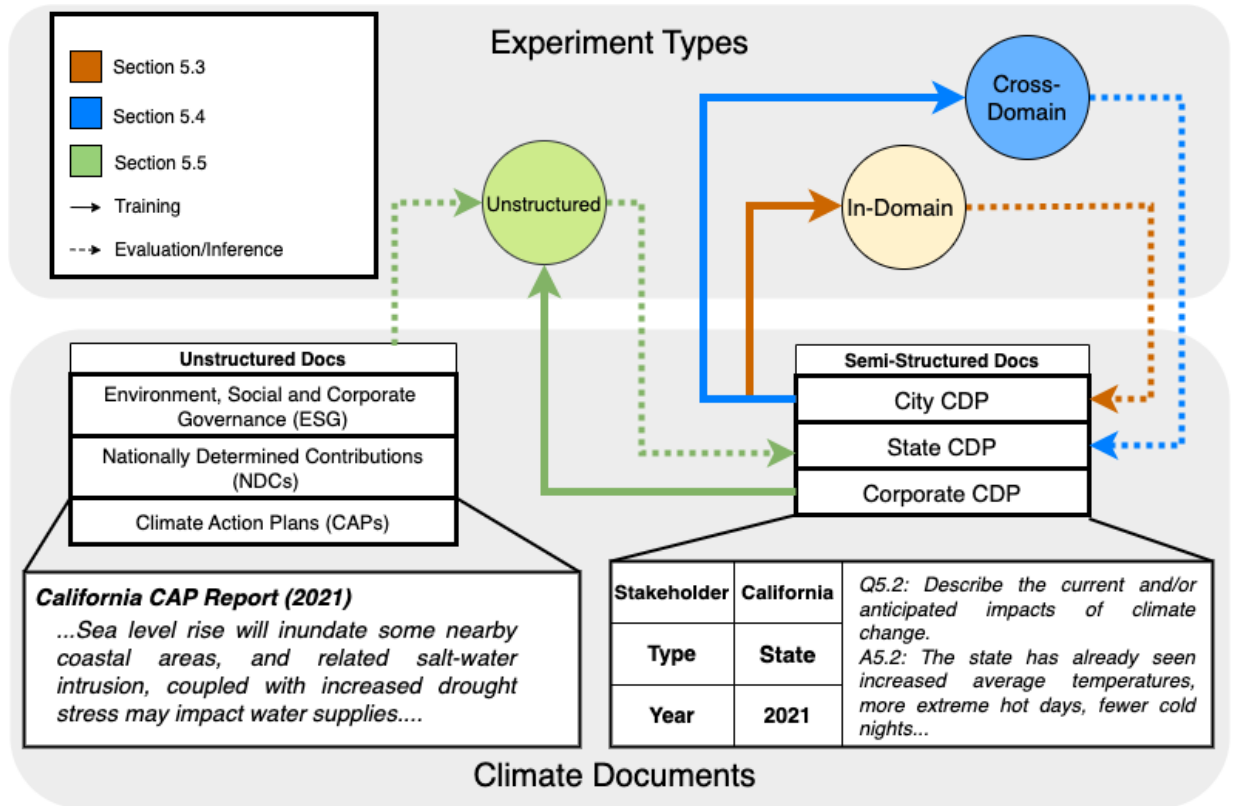 Experiment Types
Section 5.3
Section 5.4
Section 5.5
Training
Evaluation/Inference
Unstructured
Cross-
Domain
In-Domain
Unstructured Docs
Environment, Social and Corporate
Governance (ESG)
Nationally Determined Contributions
(NDCs)
Climate Action Plans (CAPs)
Semi-Structured Docs
City CDP
State CDP
Corporate CDP
California CAP Report (2021)
...Sea level rise will inundate some nearby
coastal areas, and related salt-water
intrusion, coupled with increased drought
stress may impact water supplies....
Stakeholder California
Type State
Year 2021
Q5.2: Describe the current and/or
anticipated impacts of climate
change.
A5.2: The state has already seen
increased average temperatures,
more extreme hot days, fewer cold
nights...
Climate Documents